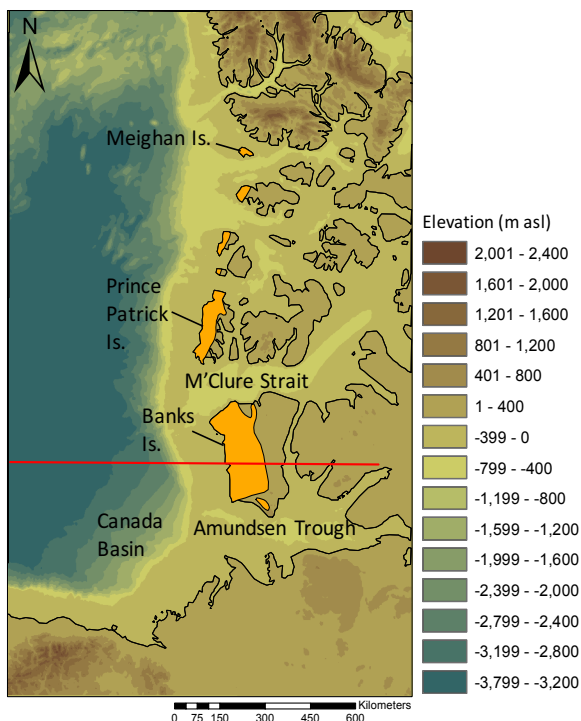 N
Meighan Is.
Prince
Patrick
Is.
M'Clure Strait
Banks
Is.
Canada
Basin
Amundsen Trough
Elevation (m asl)
2,001 - 2,400
1,601 - 2,000
1,201 - 1,600
801 - 1,200
401 - 800
1 - 400
-399 - 0
-799 - -400
-1,199 - -800
-1,599 - -1,200
-1,999 - -1,600
-2,399 - -2,000
-2,799 - -2,400
-3,199 - -2,800
-3,799 - -3,200
Kilometers
0 75 150 300 450 600